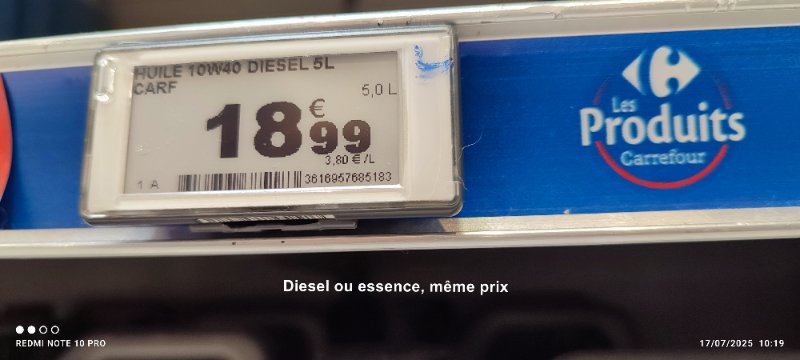 HUILE 10W40 DIESEL 5L
CARF
5,0 L
18€99
3,80 €/L
1 A
3616957685183
Les
Produits
Carrefour
Diesel ou essence, même prix
REDMI NOTE 10 PRO
17/07/2025 10:19